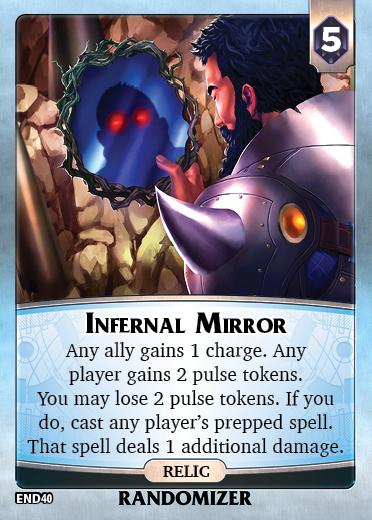 5
Infernal Mirror
Any ally gains 1 charge. Any
player gains 2 pulse tokens.
You may lose 2 pulse tokens. If you
do, cast any player's prepped spell.
That spell deals 1 additional damage.
RELIC
END40
RANDOMIZER